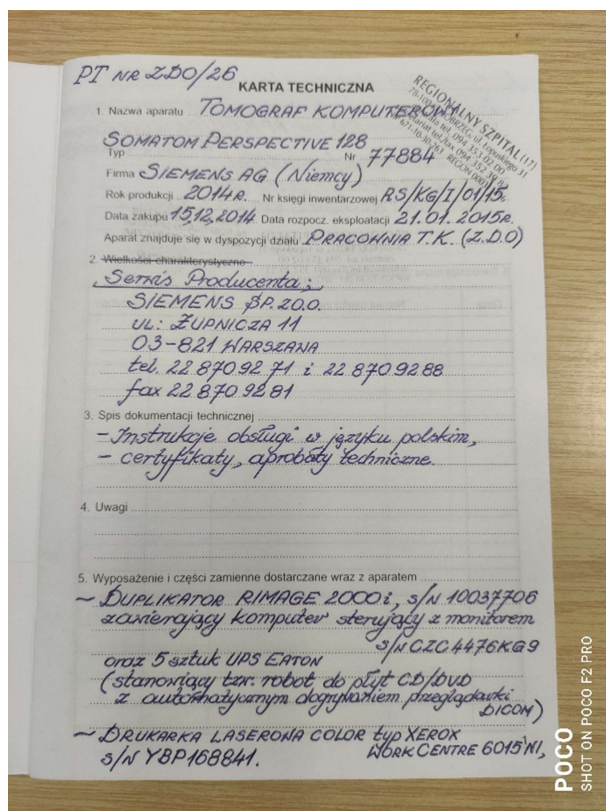 PT NR ZDO/26
KARTA TECHNICZNA
1. Nazwa aparatu TOMOGRAF KOMPUTEROWY
REGIONALNY SZPITAL (17)
SOMATOM PERSPECTIVE 128
Typ Nr 77884
Firma SIEMENS AG (Niemcy)
Rok produkcji 2014R. Nr księgi inwentarzowej RS/KG/I/01/15.
Data zakupu 15,12,2014 Data rozpocz. eksploatacji 21.01.2015R.
Aparat znajduje się w dyspozycji działu PRACOWNIA T.K. (Z.D.O)
2. Wielkości charakterystyczne
Serwis Producenta:
SIEMENS SP. ZO.O.
UL: ŻUPNICZA 11
03-821 WARSZAWA
tel. 22 870 92 71 i 22 870 92 88
fax 22 870 92 81
3. Spis dokumentacji technicznej
- Instrukcje obsługi w języku polskim,
- certyfikaty, aprobaty techniczne.
4. Uwagi
5. Wyposażenie i części zamienne dostarczane wraz z aparatem
~ DUPLIKATOR RIMAGE 2000i, S/N 10037706
zawierający komputer sterujący z monitorem
S/N CZC4476KG9
oraz 5 sztuk UPS EATON
(stanowiący tzw. robot do płyt CD/DVD
z automatycznym dogrywaniem przeglądarki
DICOM)
~ DRUKARKA LASEROWA COLOR typ XEROX
WORK CENTRE 6015 NI,
S/N YBP168841.
POCO
SHOT ON POCO F2 PRO